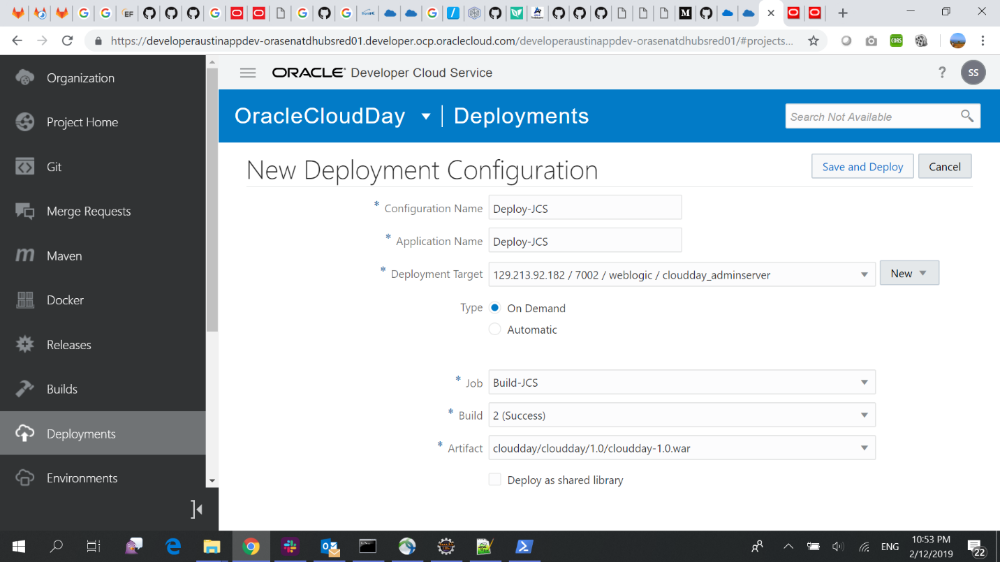 EF
M
https://developeraustinappdev-orasenatdhubsred01.developer.ocp.oraclecloud.com/developeraustinappdev-orasenatdhubsred01/#projects...
CORS
Organization
Project Home
Git
Merge Requests
Maven
Docker
Releases
Builds
Deployments
Environments
ORACLE® Developer Cloud Service
?
SS
OracleCloudDay
Deployments
Search Not Available
New Deployment Configuration
Save and Deploy
Cancel
* Configuration Name Deploy-JCS
* Application Name Deploy-JCS
* Deployment Target 129.213.92.182 / 7002 / weblogic / cloudday_adminserver New
Type On Demand
Automatic
* Job Build-JCS
* Build 2 (Success)
* Artifact cloudday/cloudday/1.0/cloudday-1.0.war
Deploy as shared library
ENG
10:53 PM
2/12/2019
22